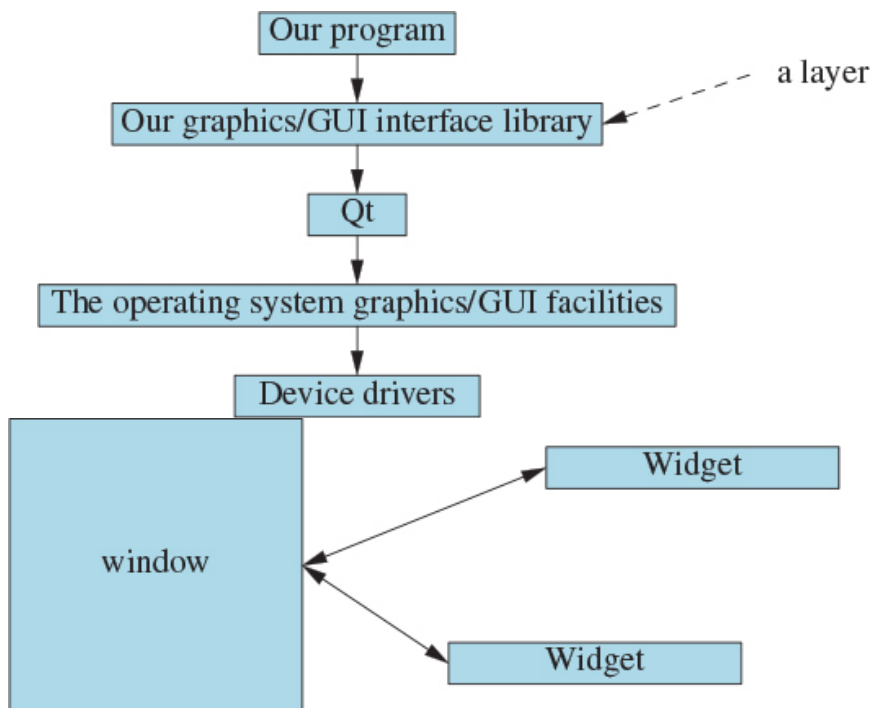 Our program
a layer
Our graphics/GUI interface library
Qt
The operating system graphics/GUI facilities
Device drivers
Widget
window
Widget